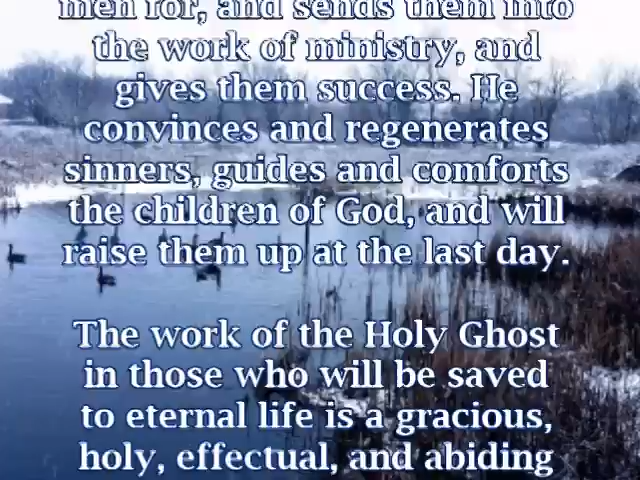 men for, and sends them into
the work of ministry, and
gives them success. He
convinces and regenerates
sinners, guides and comforts
the children of God, and will
raise them up at the last day.
The work of the Holy Ghost
in those who will be saved
to eternal life is a gracious,
holy, effectual, and abiding